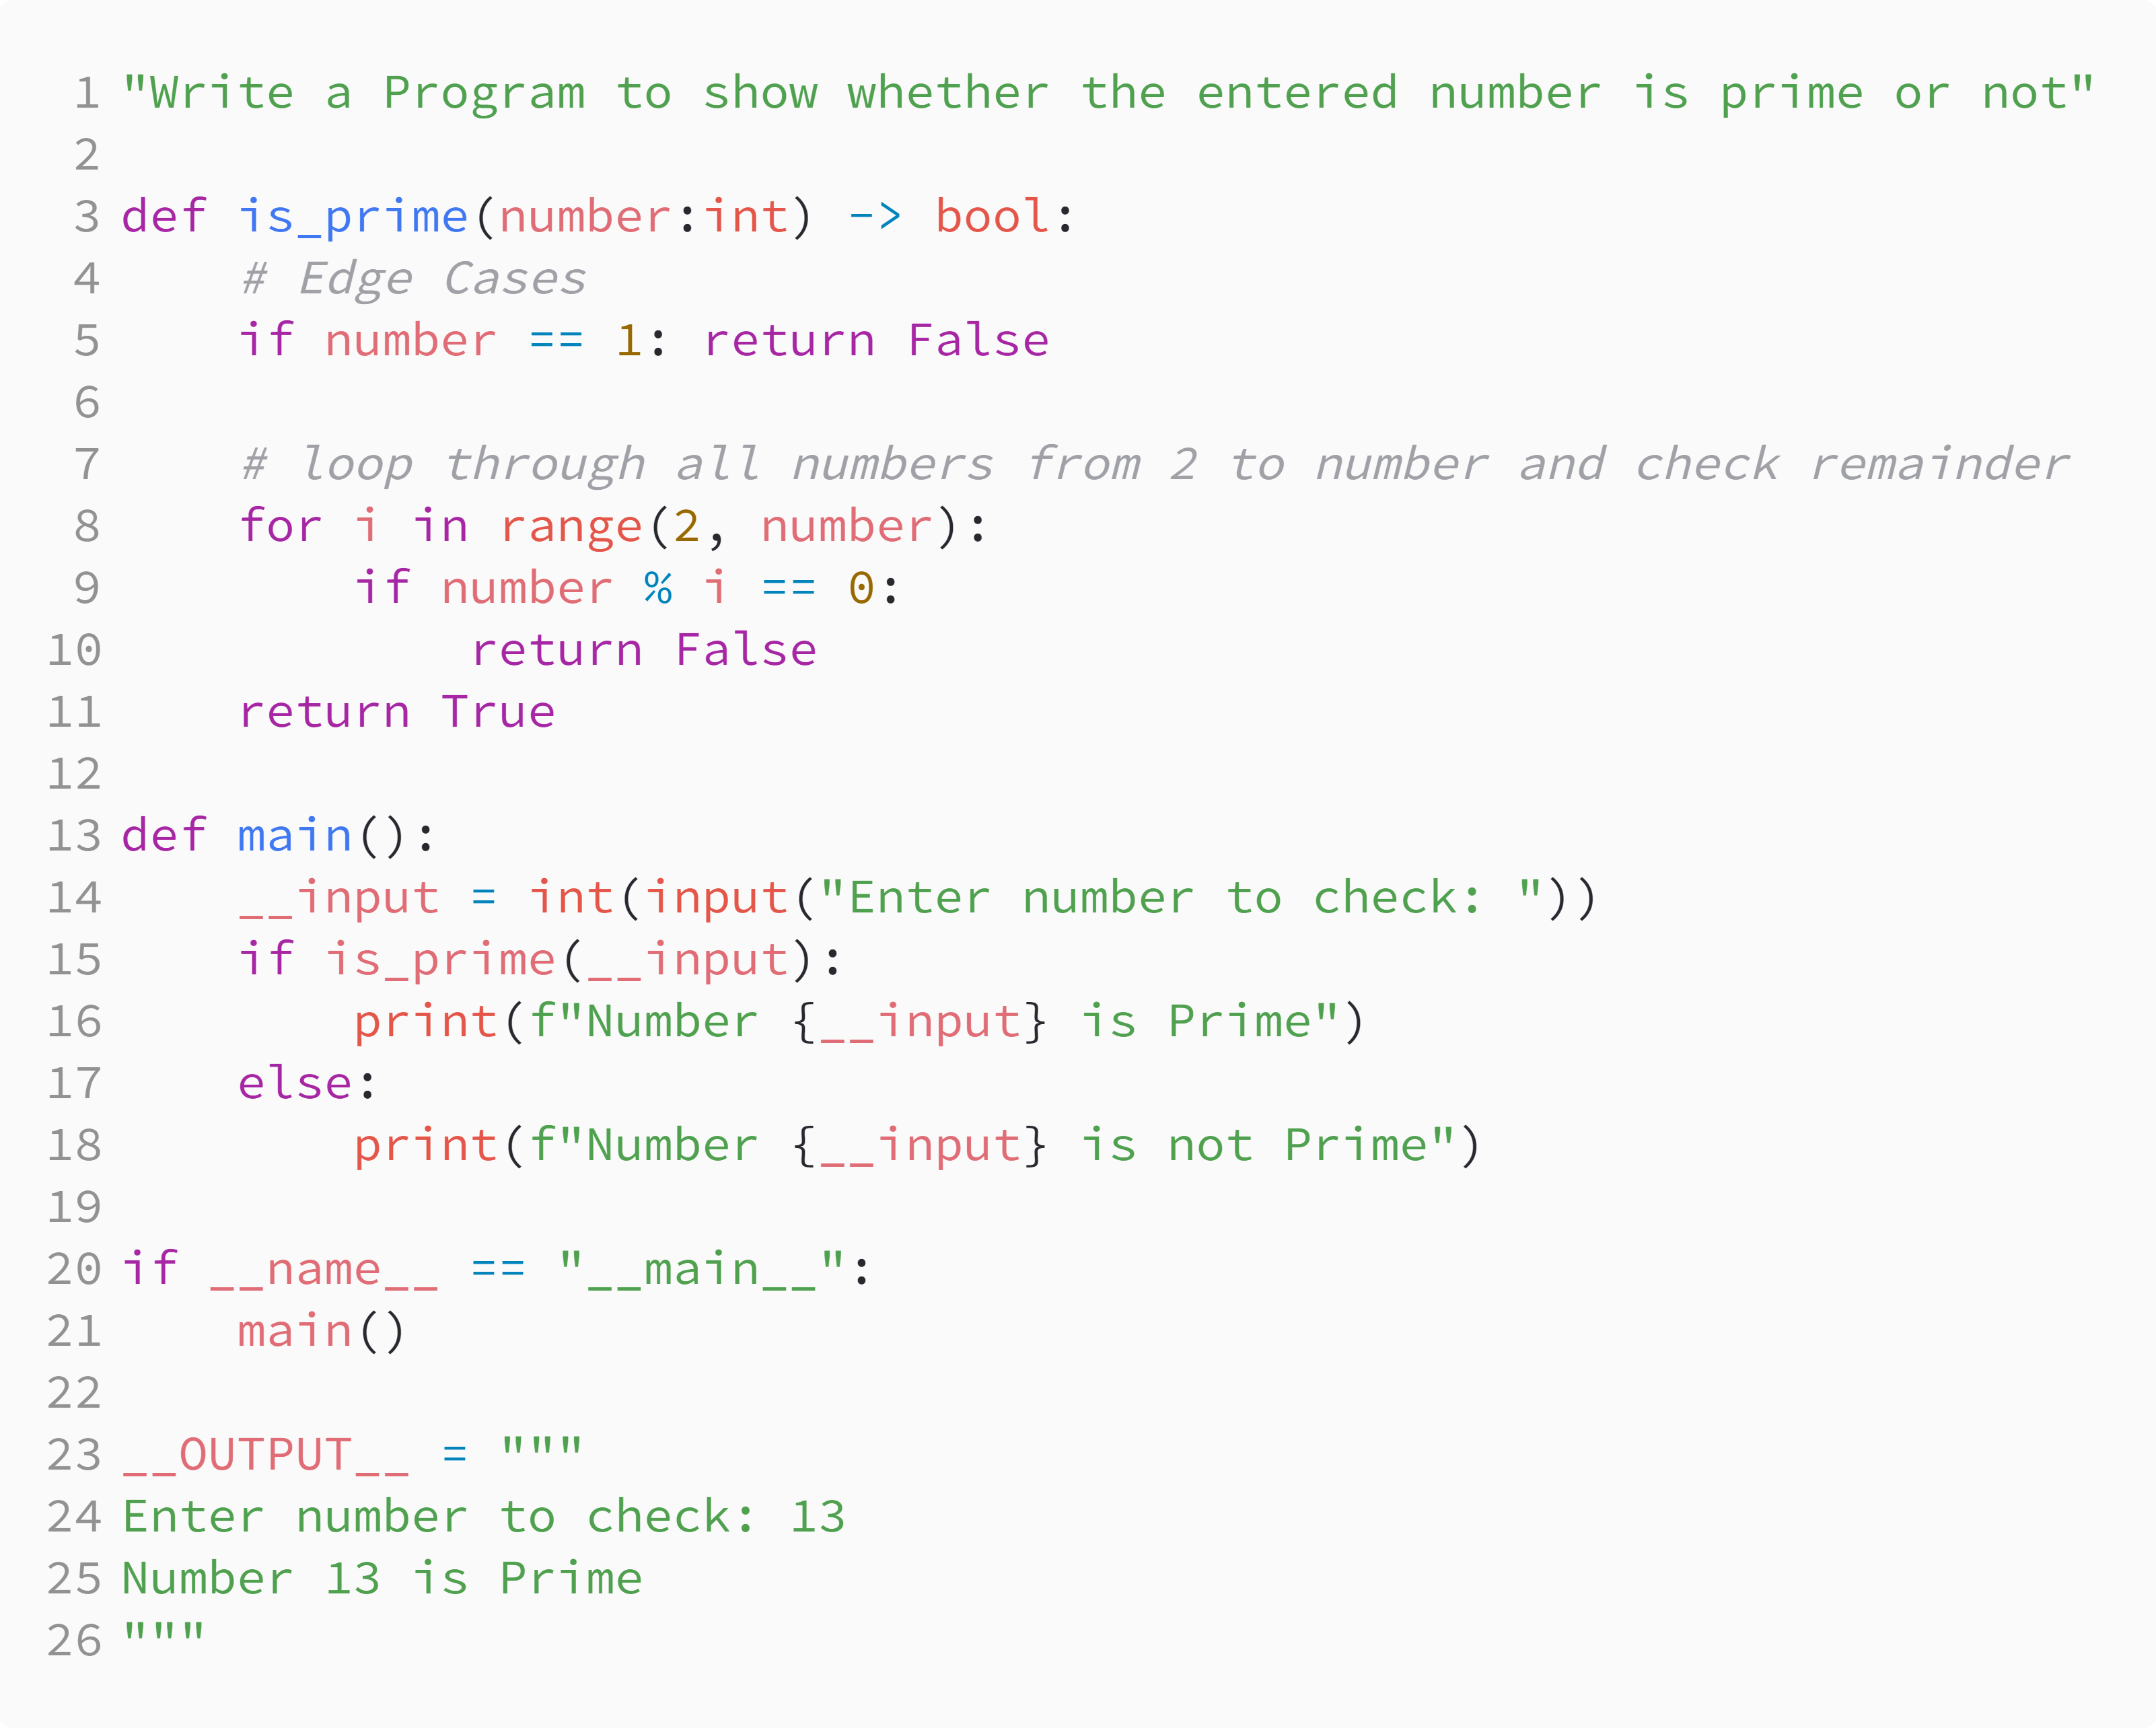 1 "Write a Program to show whether the entered number is prime or not"
2
3 def is_prime(number:int) -> bool:
4     # Edge Cases
5     if number == 1: return False
6
7     # loop through all numbers from 2 to number and check remainder
8     for i in range(2, number):
9         if number % i == 0:
10             return False
11     return True
12
13 def main():
14     __input = int(input("Enter number to check: "))
15     if is_prime(__input):
16         print(f"Number {__input} is Prime")
17     else:
18         print(f"Number {__input} is not Prime")
19
20 if __name__ == "__main__":
21     main()
22
23 __OUTPUT__ = """
24 Enter number to check: 13
25 Number 13 is Prime
26 """